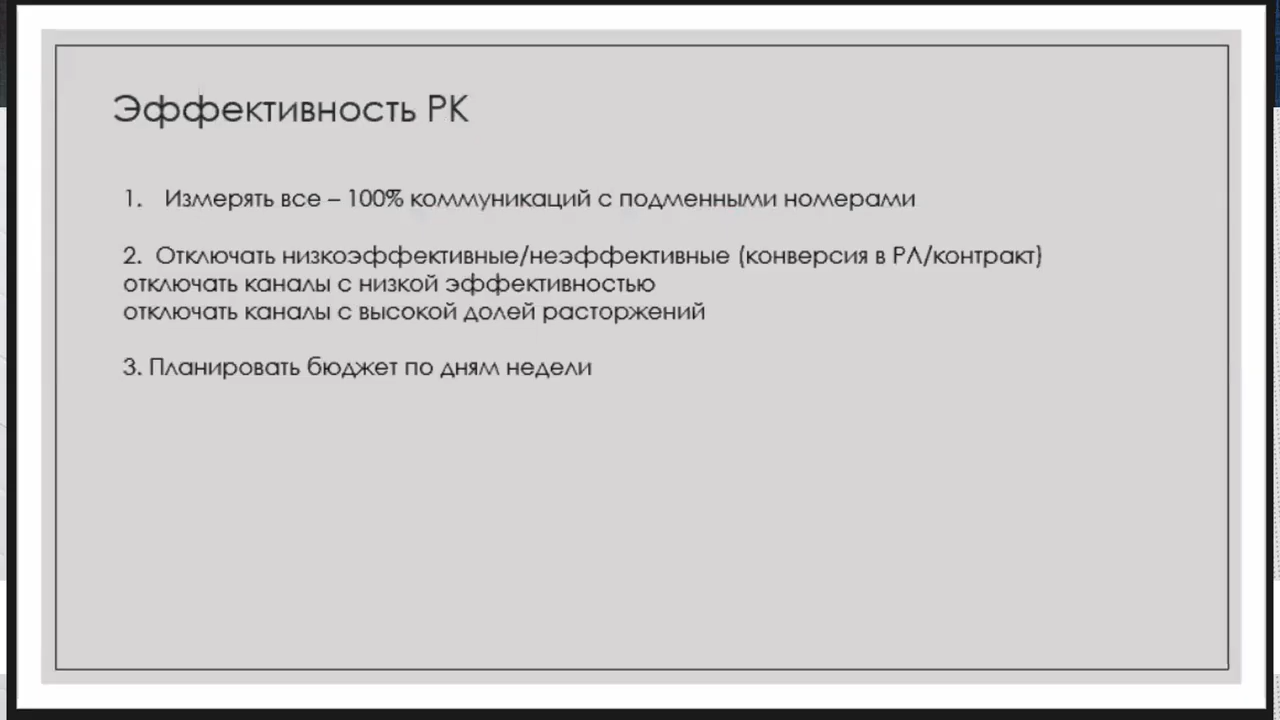 Эффективность РК
1. Измерять все – 100% коммуникаций с подменными номерами
2. Отключать низкоэффективные/неэффективные (конверсия в РЛ/контракт)
отключать каналы с низкой эффективностью
отключать каналы с высокой долей расторжений
3. Планировать бюджет по дням недели